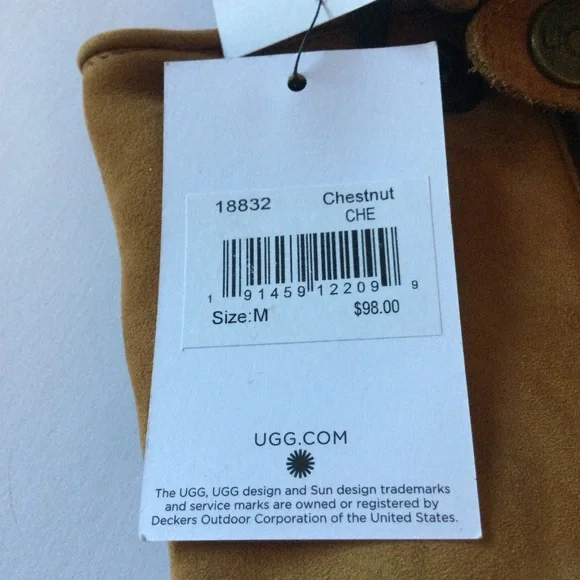 UGG
18832 Chestnut
CHE
1 91459 12209 9
Size:M $98.00
UGG.COM
The UGG, UGG design and Sun design trademarks
and service marks are owned or registered by
Deckers Outdoor Corporation of the United States.